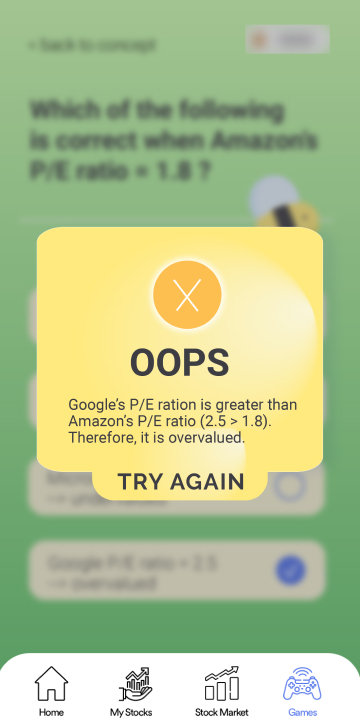 < back to concept
Which of the following
is correct when Amazon's
P/E ratio = 1.8 ?
OOPS
Google's P/E ration is greater than
Amazon's P/E ratio (2.5 > 1.8).
Therefore, it is overvalued.
TRY AGAIN
Google P/E ratio = 2.5
--> overvalued
Home
My Stocks
Stock Market
Games